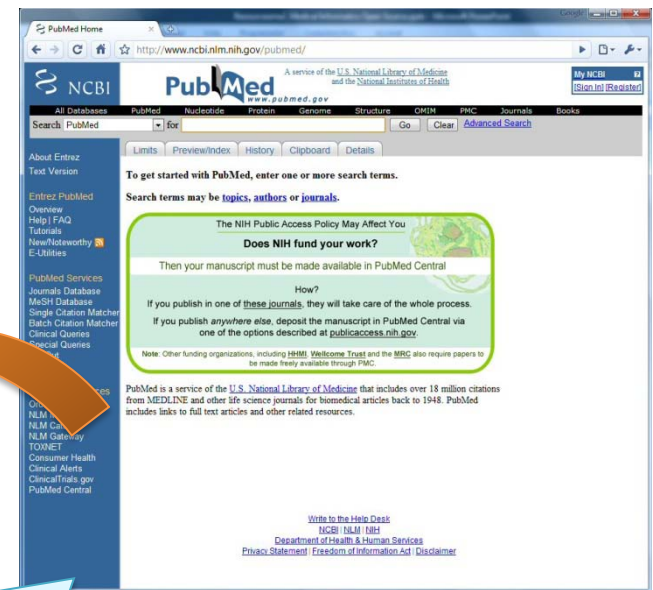 Google
PubMed Home
http://www.ncbi.nlm.nih.gov/pubmed/
NCBI
PubMed
www.pubmed.gov
A service of the U.S. National Library of Medicine
and the National Institutes of Health
My NCBI
[Sign In] [Register]
All Databases PubMed Nucleotide Protein Genome Structure OMIM PMC Journals Books
Search PubMed for Go Clear Advanced Search
Limits Preview/Index History Clipboard Details
About Entrez
Text Version
Entrez PubMed
Overview
Help | FAQ
Tutorials
New/Noteworthy
E-Utilities
PubMed Services
Journals Database
MeSH Database
Single Citation Matcher
Batch Citation Matcher
Clinical Queries
Special Queries
NLM Gateway
TOXNET
Consumer Health
Clinical Alerts
ClinicalTrials.gov
PubMed Central
To get started with PubMed, enter one or more search terms.
Search terms may be topics, authors or journals.
The NIH Public Access Policy May Affect You
Does NIH fund your work?
Then your manuscript must be made available in PubMed Central
How?
If you publish in one of these journals, they will take care of the whole process.
If you publish anywhere else, deposit the manuscript in PubMed Central via
one of the options described at publicaccess.nih.gov.
Note: Other funding organizations, including HHMI, Wellcome Trust and the MRC also require papers to
be made freely available through PMC.
PubMed is a service of the U.S. National Library of Medicine that includes over 18 million citations
from MEDLINE and other life science journals for biomedical articles back to 1948. PubMed
includes links to full text articles and other related resources.
Write to the Help Desk
NCBI | NLM | NIH
Department of Health & Human Services
Privacy Statement | Freedom of Information Act | Disclaimer